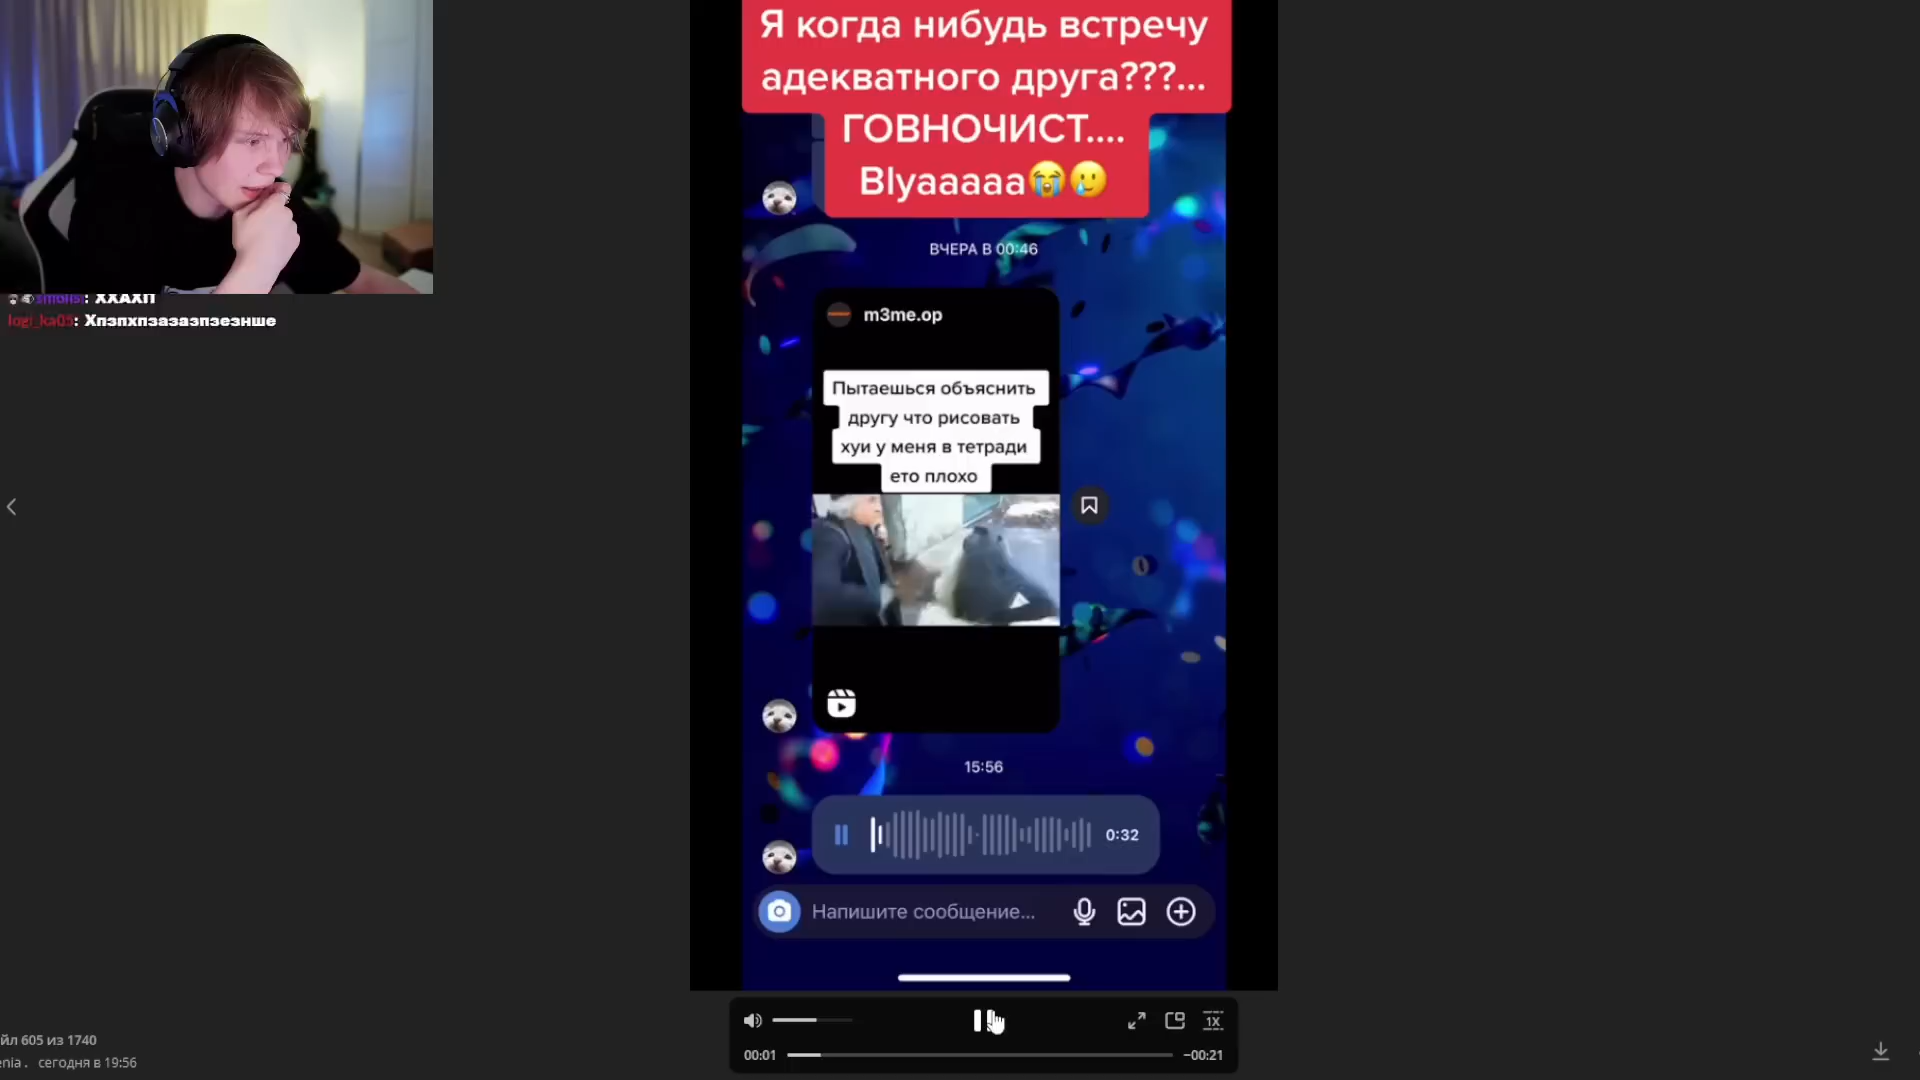 Я когда нибудь встречу
адекватного друга???...
ГОВНОЧИСТ....
Blyaaaaa😭🥲
: ХХАХП
logi_ka05: Хпзпхпзазаэпзеэнше
ВЧЕРА В 00:46
m3me.op
Пытаешься объяснить
другу что рисовать
хуи у меня в тетради
ето плохо
15:56
0:32
Напишите сообщение...
1X
00:01
−00:21
йл 605 из 1740
enia . сегодня в 19:56